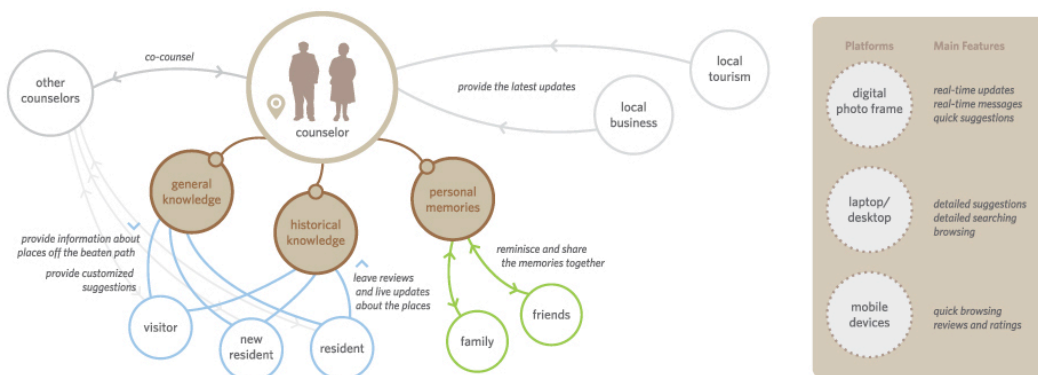 co-counsel
other
counselors
counselor
provide the latest updates
local
tourism
local
business
general
knowledge
historical
knowledge
personal
memories
provide information about
places off the beaten path
provide customized
suggestions
leave reviews
and live updates
about the places
reminisce and share
the memories together
visitor
new
resident
resident
family
friends
Platforms
Main Features
digital
photo frame
real-time updates
real-time messages
quick suggestions
laptop/
desktop
detailed suggestions
detailed searching
browsing
mobile
devices
quick browsing
reviews and ratings